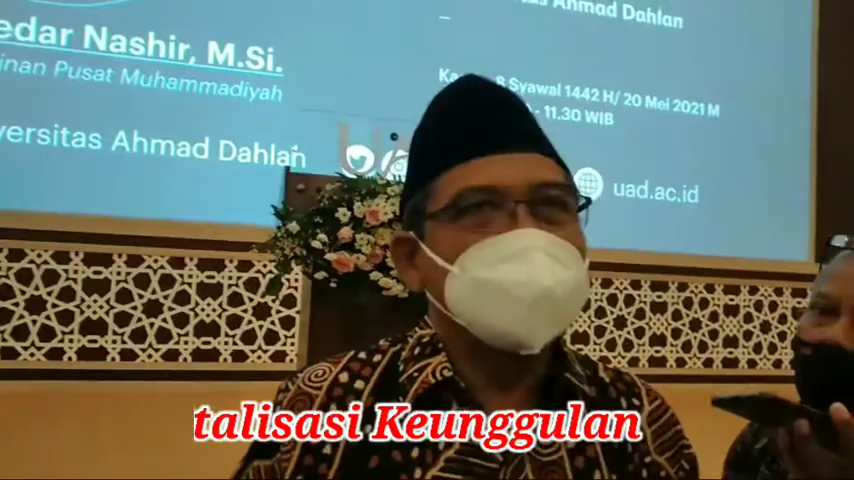 edar Nashir, M.Si.
inan Pusat Muhammadiyah
versitas Ahmad Dahlan
Ahmad Dahlan
8 Syawal 1442 H/ 20 Mei 2021 M
- 11.30 WIB
uad.ac.id
talisasi Keunggulan